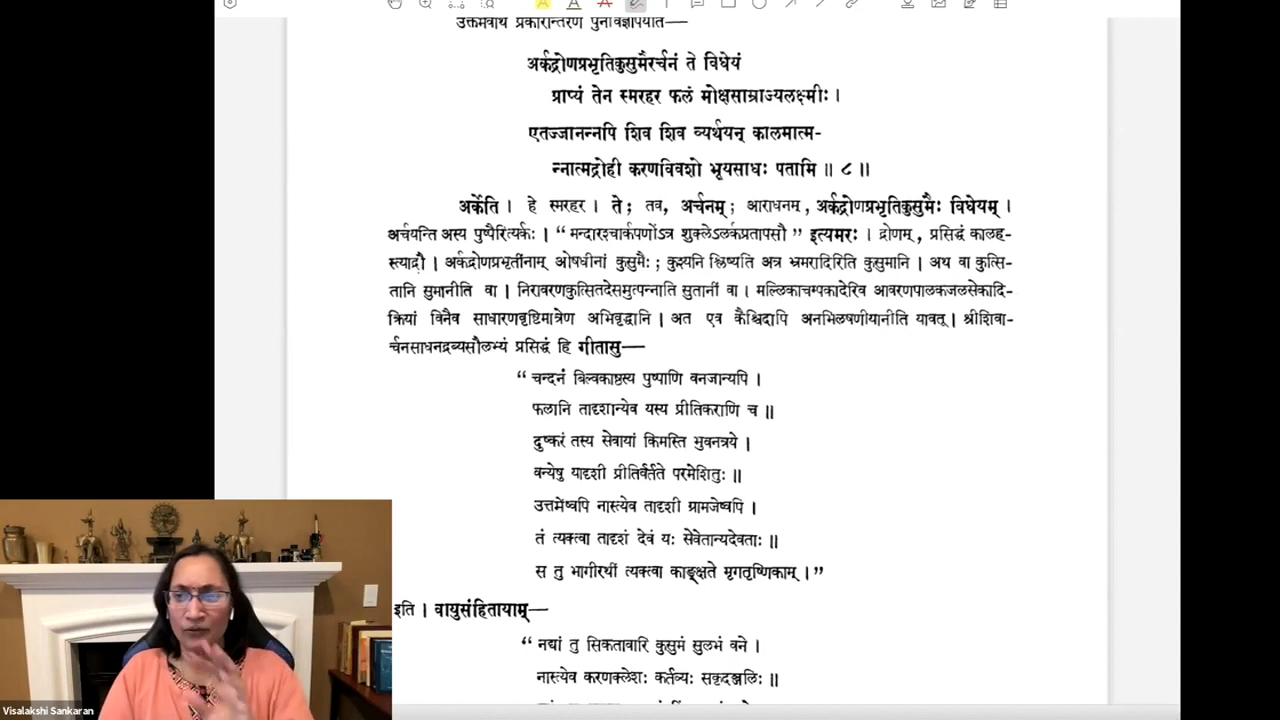 उक्तमेवार्थं प्रकारान्तरेण पुनर्विज्ञापयति—
अर्कद्रोणप्रभृतिकुसुमैरर्चनं ते विधेयं
प्राप्यं तेन स्मरहर फलं मोक्षसाम्राज्यलक्ष्मीः ।
एतज्जानन्नपि शिव शिव व्यर्थयन् कालमात्म-
न्नात्मद्रोही करणविवशो भूयसाधः पतामि ॥ ८ ॥
अर्केति । हे स्मरहर । ते ; तव, अर्चनम् ; आराधनम् , अर्कद्रोणप्रभृतिकुसुमैः विधेयम् ।
अर्चयन्ति अस्य पुष्पैरित्यर्कः । “ मन्दारश्चार्कपर्णोऽत्र शुक्लेऽलर्कप्रतापसौ ” इत्यमरः । द्रोणम् , प्रसिद्धं कालह-
स्त्याद्रौ । अर्कद्रोणप्रभृतीनाम् ओषधीनां कुसुमैः ; कुश्यनि श्लिष्यति अत्र भ्रमरादिरिति कुसुमानि । अथ वा कुत्सि-
तानि सुमानीति वा । निरावरणकुत्सितदेसमुत्पन्नाति सुतानीं वा । मल्लिकाचम्पकादेरिव आवरणपालकजलसेकादि-
क्रियां विनैव साधारणवृष्टिमात्रेण अभिवृद्धानि । अत एव कैश्चिदापि अनभिलषणीयानीति यावत् । श्रीशिवा-
र्चनसाधनद्रव्यसौलभ्यं प्रसिद्धं हि गीतासु—
“ चन्दनं बिल्वकाष्ठस्य पुष्पाणि वनजान्यपि ।
फलानि तादृशान्येव यस्य प्रीतिकराणि च ॥
दुष्करं तस्य सेवायां किमस्ति भुवनत्रये ।
वन्येषु यादृशी प्रीतिर्वर्तते परमेशितुः ॥
उत्तमेष्वपि नास्त्येव तादृशी ग्रामजेष्वपि ।
तं त्यक्त्वा तादृशं देवं यः सेवेतान्यदेवताः ॥
स तु भागीरथीं त्यक्त्वा काङ्क्षते मृगतृष्णिकाम् । ”
इति । वायुसंहितायाम्—
“ नद्यां तु सिकतावारि कुसुमं सुलभं वने ।
नास्त्येव करणक्लेशः कर्तव्यः सकृदञ्जलिः ॥
Visalakshi Sankaran